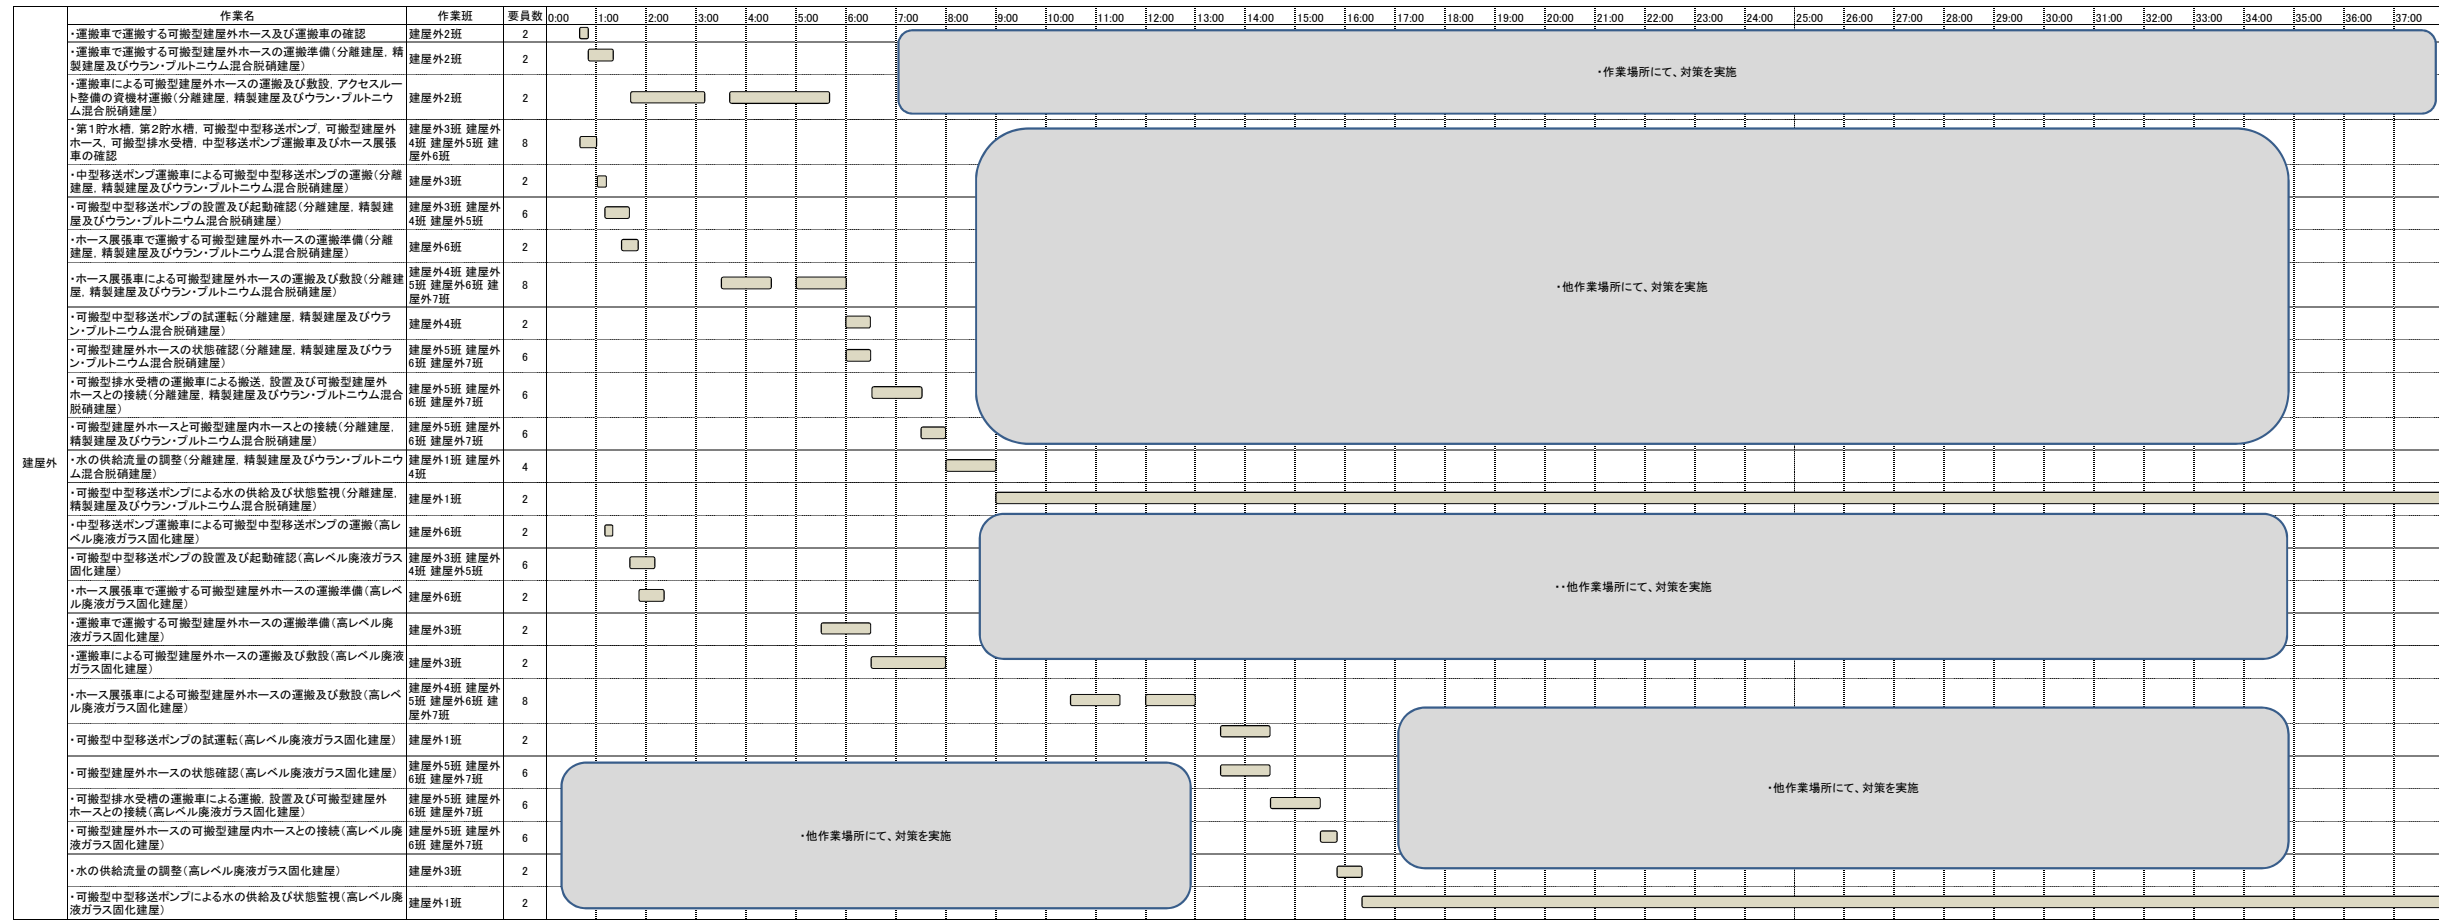 作業名 作業班 要員数 0:00 1:00 2:00 3:00 4:00 5:00 6:00 7:00 8:00 9:00 10:00 11:00 12:00 13:00 14:00 15:00 16:00 17:00 18:00 19:00 20:00 21:00 22:00 23:00 24:00 25:00 26:00 27:00 28:00 29:00 30:00 31:00 32:00 33:00 34:00 35:00 36:00 37:00
建屋外
・運搬車で運搬する可搬型建屋外ホース及び運搬車の確認
建屋外2班
2
・運搬車で運搬する可搬型建屋外ホースの運搬準備(分離建屋, 精
製建屋及びウラン・プルトニウム混合脱硝建屋)
建屋外2班
2
・運搬車による可搬型建屋外ホースの運搬及び敷設, アクセスルー
ト整備の資機材運搬(分離建屋, 精製建屋及びウラン・プルトニウ
ム混合脱硝建屋)
建屋外2班
2
・作業場所にて、対策を実施
・第1貯水槽, 第2貯水槽, 可搬型中型移送ポンプ, 可搬型建屋外
ホース, 可搬型排水受槽, 中型移送ポンプ運搬車及びホース展張
車の確認
建屋外3班 建屋外
4班 建屋外5班 建
屋外6班
8
・中型移送ポンプ運搬車による可搬型中型移送ポンプの運搬(分離
建屋, 精製建屋及びウラン・プルトニウム混合脱硝建屋)
建屋外3班
2
・可搬型中型移送ポンプの設置及び起動確認(分離建屋, 精製建
屋及びウラン・プルトニウム混合脱硝建屋)
建屋外3班 建屋外
4班 建屋外5班
6
・ホース展張車で運搬する可搬型建屋外ホースの運搬準備(分離
建屋, 精製建屋及びウラン・プルトニウム混合脱硝建屋)
建屋外6班
2
・ホース展張車による可搬型建屋外ホースの運搬及び敷設(分離建
屋, 精製建屋及びウラン・プルトニウム混合脱硝建屋)
建屋外4班 建屋外
5班 建屋外6班 建
屋外7班
8
・他作業場所にて、対策を実施
・可搬型中型移送ポンプの試運転(分離建屋, 精製建屋及びウラ
ン・プルトニウム混合脱硝建屋)
建屋外4班
2
・可搬型建屋外ホースの状態確認(分離建屋, 精製建屋及びウラ
ン・プルトニウム混合脱硝建屋)
建屋外5班 建屋外
6班 建屋外7班
6
・可搬型排水受槽の運搬車による搬送, 設置及び可搬型建屋外
ホースとの接続(分離建屋, 精製建屋及びウラン・プルトニウム混合
脱硝建屋)
建屋外5班 建屋外
6班 建屋外7班
6
・可搬型建屋外ホースと可搬型建屋内ホースとの接続(分離建屋,
精製建屋及びウラン・プルトニウム混合脱硝建屋)
建屋外5班 建屋外
6班 建屋外7班
6
・水の供給流量の調整(分離建屋, 精製建屋及びウラン・プルトニウ
ム混合脱硝建屋)
建屋外1班 建屋外
4班
4
・可搬型中型移送ポンプによる水の供給及び状態監視(分離建屋,
精製建屋及びウラン・プルトニウム混合脱硝建屋)
建屋外1班
2
・中型移送ポンプ運搬車による可搬型中型移送ポンプの運搬(高レ
ベル廃液ガラス固化建屋)
建屋外6班
2
・可搬型中型移送ポンプの設置及び起動確認(高レベル廃液ガラス
固化建屋)
建屋外3班 建屋外
4班 建屋外5班
6
・・他作業場所にて、対策を実施
・ホース展張車で運搬する可搬型建屋外ホースの運搬準備(高レベ
ル廃液ガラス固化建屋)
建屋外6班
2
・運搬車で運搬する可搬型建屋外ホースの運搬準備(高レベル廃
液ガラス固化建屋)
建屋外3班
2
・運搬車による可搬型建屋外ホースの運搬及び敷設(高レベル廃液
ガラス固化建屋)
建屋外3班
2
・ホース展張車による可搬型建屋外ホースの運搬及び敷設(高レベ
ル廃液ガラス固化建屋)
建屋外4班 建屋外
5班 建屋外6班 建
屋外7班
8
・可搬型中型移送ポンプの試運転(高レベル廃液ガラス固化建屋)
建屋外1班
2
・可搬型建屋外ホースの状態確認(高レベル廃液ガラス固化建屋)
建屋外5班 建屋外
6班 建屋外7班
6
・他作業場所にて、対策を実施
・可搬型排水受槽の運搬車による運搬, 設置及び可搬型建屋外
ホースとの接続(高レベル廃液ガラス固化建屋)
建屋外5班 建屋外
6班 建屋外7班
6
・可搬型建屋外ホースの可搬型建屋内ホースとの接続(高レベル廃
液ガラス固化建屋)
建屋外5班 建屋外
6班 建屋外7班
6
・他作業場所にて、対策を実施
・水の供給流量の調整(高レベル廃液ガラス固化建屋)
建屋外3班
2
・可搬型中型移送ポンプによる水の供給及び状態監視(高レベル廃
液ガラス固化建屋)
建屋外1班
2